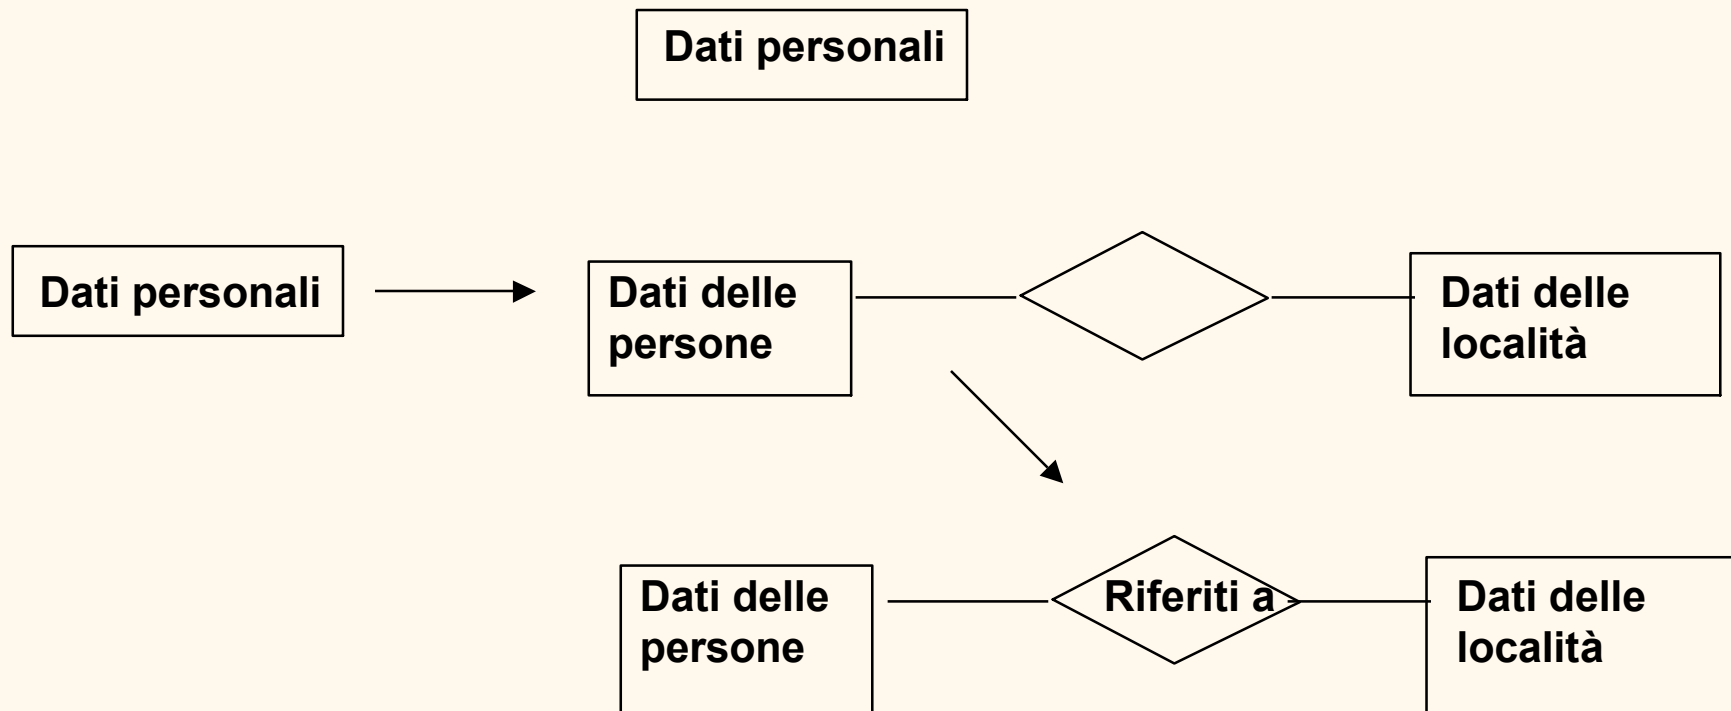 Dati personali
Dati personali
Dati delle
persone
Dati delle
località
Dati delle
persone
Riferiti a
Dati delle
località